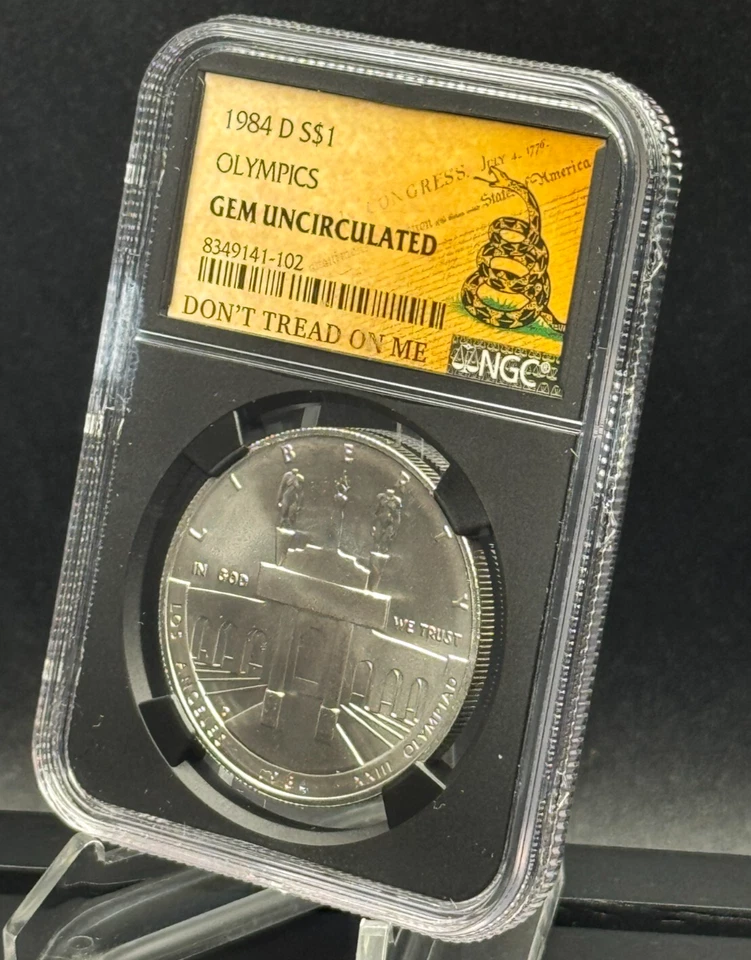 1984 D S$1
OLYMPICS
GEM UNCIRCULATED
8349141-102
DON'T TREAD ON ME
CONGRESS. July 4. 1776.
States of America
NGC®
LIBERTY
IN GOD
WE TRUST
LOS ANGELES 1984 XXIII OLYMPIAD